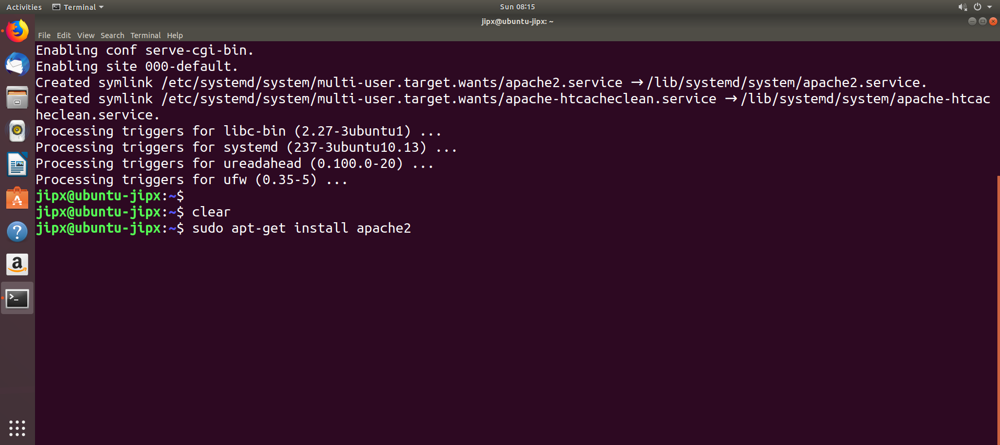 Activities Terminal Sun 08:15
jipx@ubuntu-jipx: ~
File Edit View Search Terminal Help
Enabling conf serve-cgi-bin.
Enabling site 000-default.
Created symlink /etc/systemd/system/multi-user.target.wants/apache2.service → /lib/systemd/system/apache2.service.
Created symlink /etc/systemd/system/multi-user.target.wants/apache-htcacheclean.service → /lib/systemd/system/apache-htcac
heclean.service.
Processing triggers for libc-bin (2.27-3ubuntu1) ...
Processing triggers for systemd (237-3ubuntu10.13) ...
Processing triggers for ureadahead (0.100.0-20) ...
Processing triggers for ufw (0.35-5) ...
jipx@ubuntu-jipx:~$
jipx@ubuntu-jipx:~$ clear
jipx@ubuntu-jipx:~$ sudo apt-get install apache2